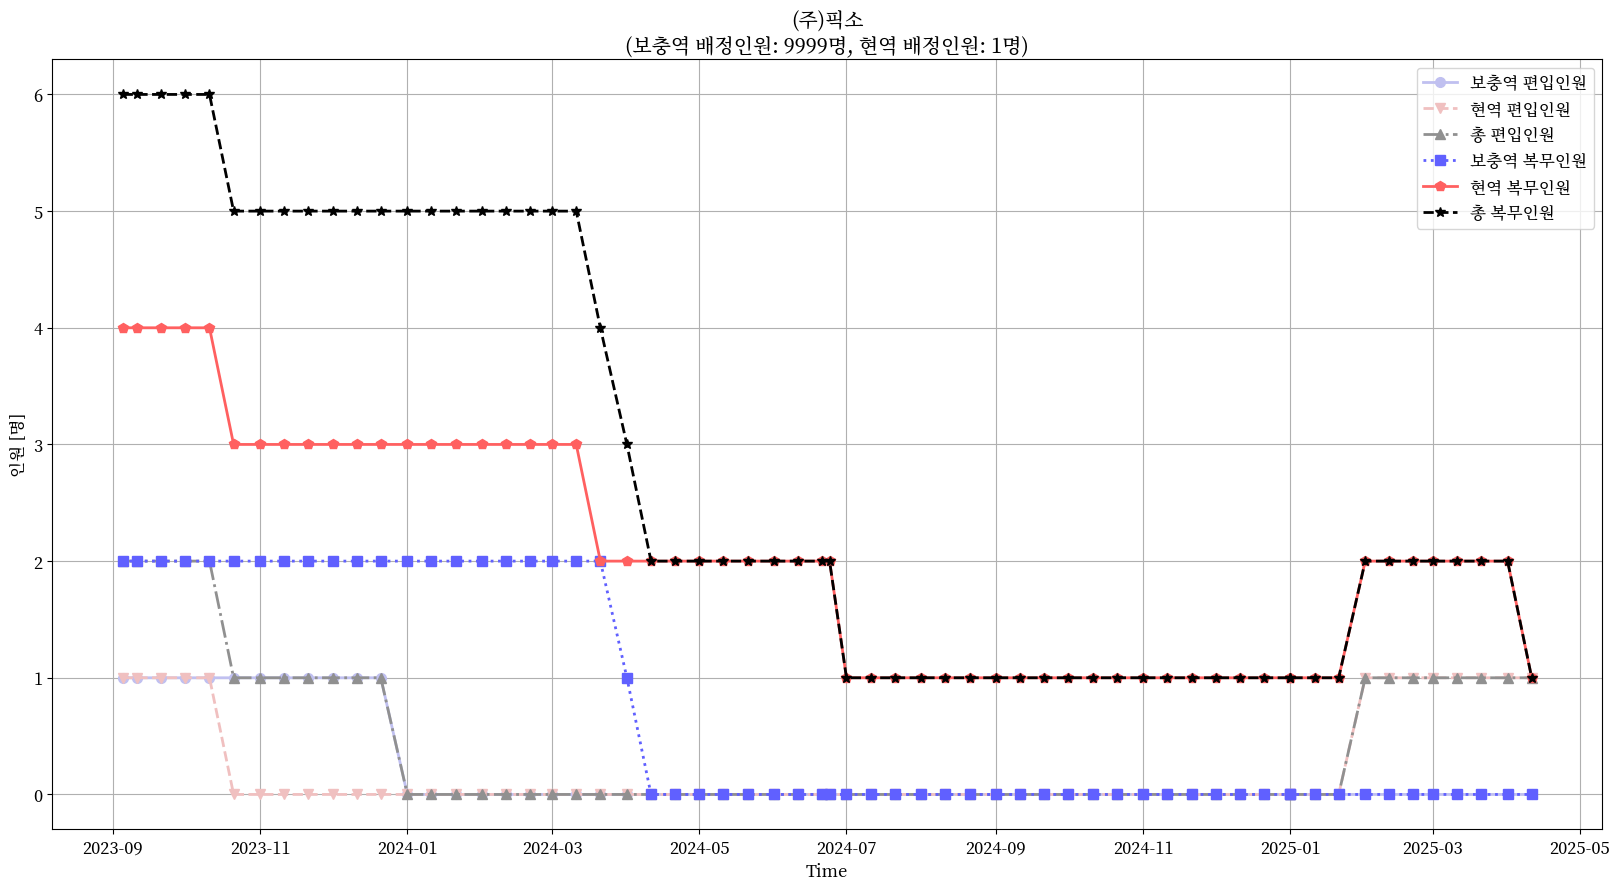 (주)픽소
(보충역 배정인원: 9999명, 현역 배정인원: 1명)
인원 [명]
6
5
4
3
2
1
0
보충역 편입인원
현역 편입인원
총 편입인원
보충역 복무인원
현역 복무인원
총 복무인원
2023-09 2023-11 2024-01 2024-03 2024-05 2024-07 2024-09 2024-11 2025-01 2025-03 2025-05
Time